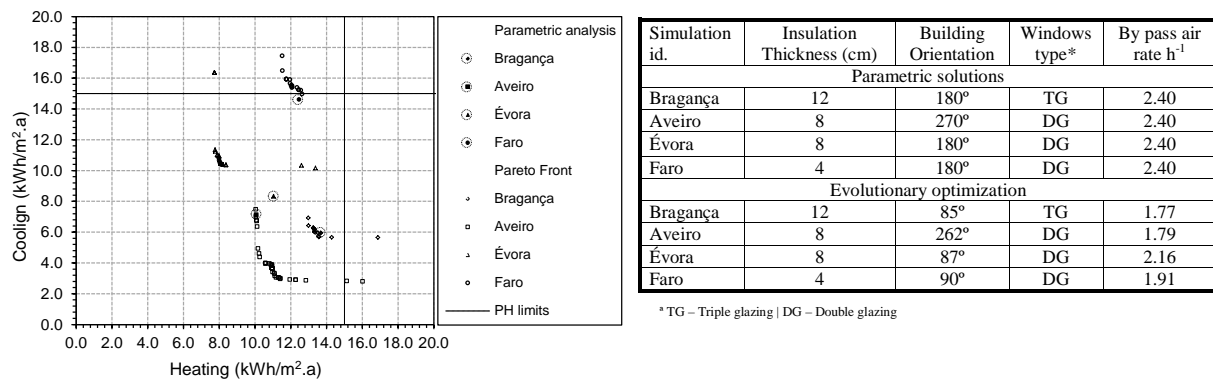 20.0
18.0
16.0
14.0
12.0
10.0
8.0
6.0
4.0
2.0
0.0
0.0 2.0 4.0 6.0 8.0 10.0 12.0 14.0 16.0 18.0 20.0
Coolign (kWh/m².a)
Heating (kWh/m².a)
Parametric analysis
Bragança
Aveiro
Évora
Faro
Pareto Front
Bragança
Aveiro
Évora
Faro
PH limits
Simulation id. Insulation Thickness (cm) Building Orientation Windows type* By pass air rate h⁻¹
Parametric solutions
Bragança 12 180º TG 2.40
Aveiro 8 270º DG 2.40
Évora 8 180º DG 2.40
Faro 4 180º DG 2.40
Evolutionary optimization
Bragança 12 85º TG 1.77
Aveiro 8 262º DG 1.79
Évora 8 87º DG 2.16
Faro 4 90º DG 1.91
ª TG – Triple glazing | DG – Double glazing